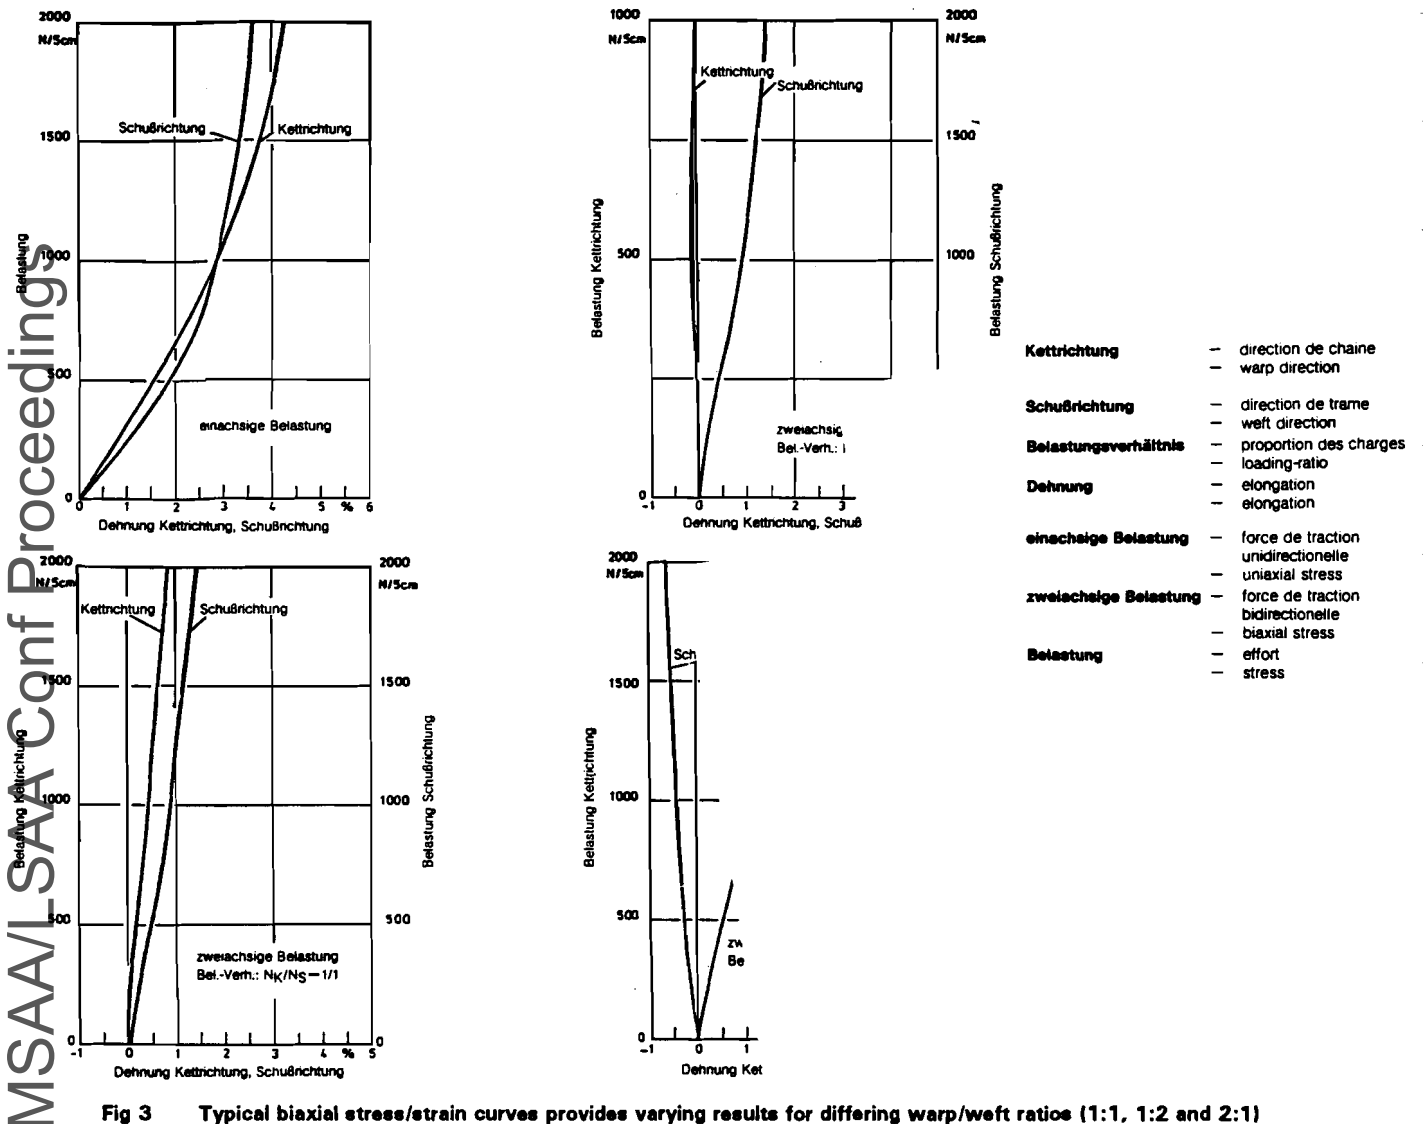 2000
N/5cm
1500
1000
500
0
Belastung
Schußrichtung
Kettrichtung
einachsige Belastung
0 1 2 3 4 5 % 6
Dehnung Kettrichtung, Schußrichtung
1000
N/5cm
500
0
Belastung Kettrichtung
Kettrichtung
Schußrichtung
2000
N/5cm
1500
1000
Belastung Schußrichtung
zweiachsig
Bel.-Verh.:
-1 0 1 2 3
Dehnung Kettrichtung, Schuß
2000
N/5cm
1500
1000
500
0
Belastung Kettrichtung
Kettrichtung
Schußrichtung
2000
N/5cm
1500
1000
500
0
Belastung Schußrichtung
zweiachsige Belastung
Bel.-Verh.: NK/NS=1/1
-1 0 1 2 3 4 % 5
Dehnung Kettrichtung, Schußrichtung
2000
N/5cm
1500
1000
500
0
Belastung Kettrichtung
Sch
zw
Be
-1 0 1
Dehnung Ket
Kettrichtung – direction de chaine
– warp direction
Schußrichtung – direction de trame
– weft direction
Belastungsverhältnis – proportion des charges
– loading-ratio
Dehnung – elongation
– elongation
einachsige Belastung – force de traction
unidirectionelle
– uniaxial stress
zweiachsige Belastung – force de traction
bidirectionelle
– biaxial stress
Belastung – effort
– stress
Fig 3 Typical biaxial stress/strain curves provides varying results for differing warp/weft ratios (1:1, 1:2 and 2:1)
MSAA/LSAA Conf Proceedings